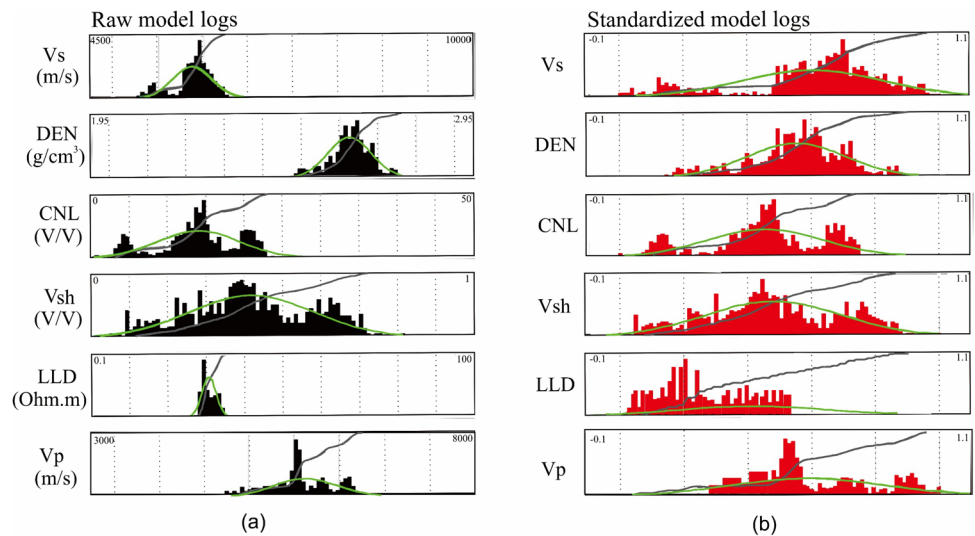 Raw model logs
Vs
(m/s)
4500
10000
DEN
(g/cm³)
1.95
2.95
CNL
(V/V)
0
50
Vsh
(V/V)
0
1
LLD
(Ohm.m)
0.1
100
Vp
(m/s)
3000
8000
(a)
Standardized model logs
Vs
-0.1
1.1
DEN
-0.1
1.1
CNL
-0.1
1.1
Vsh
-0.1
1.1
LLD
-0.1
1.1
Vp
-0.1
1.1
(b)